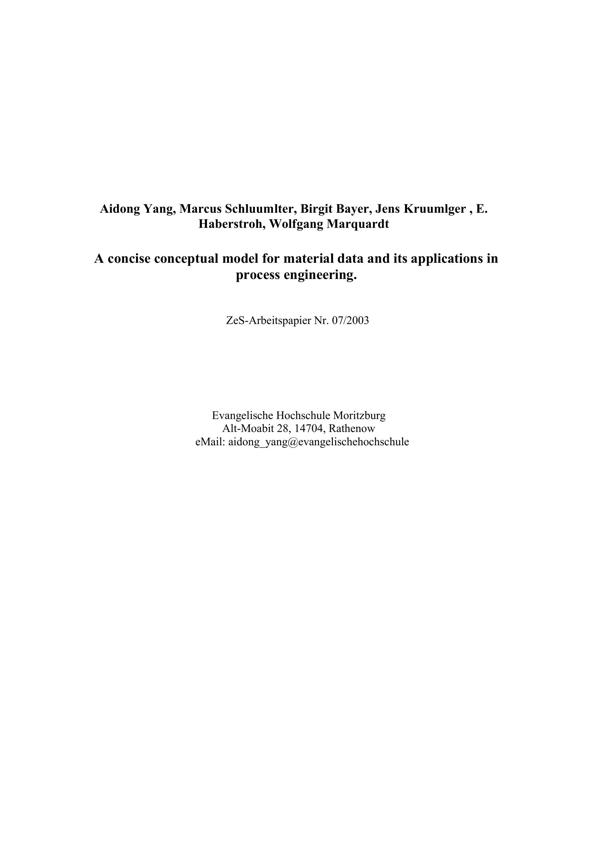 Aidong Yang, Marcus Schluumlter, Birgit Bayer, Jens Kruumlger , E.
Haberstroh, Wolfgang Marquardt
A concise conceptual model for material data and its applications in
process engineering.
ZeS-Arbeitspapier Nr. 07/2003
Evangelische Hochschule Moritzburg
Alt-Moabit 28, 14704, Rathenow
eMail: aidong_yang@evangelischehochschule